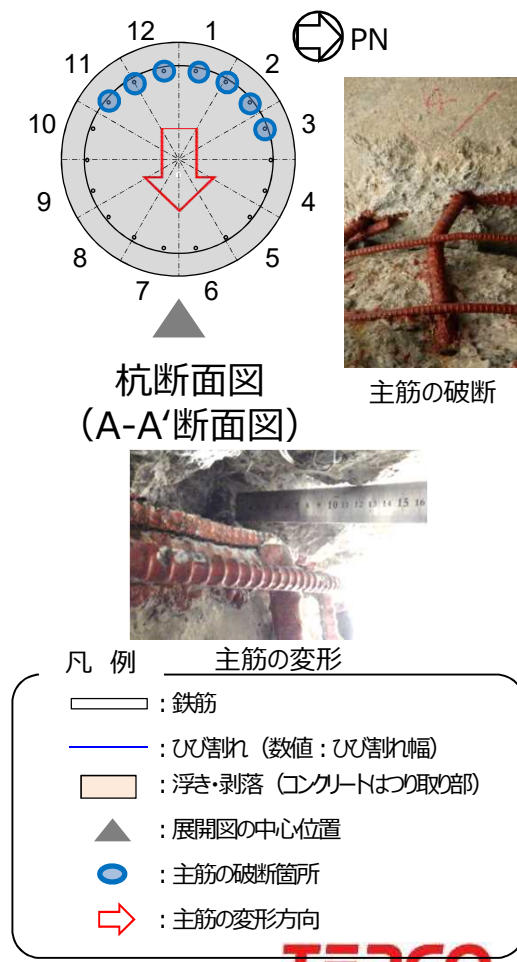 12
1
PN
11
2
10
3
9
4
8
5
7
6
杭断面図
(A-A‘断面図)
主筋の破断
10
15
16
主筋の変形
凡 例
:鉄筋
:ひび割れ(数値:ひび割れ幅)
:浮き・剥落(コンクリートはつり取り部)
:展開図の中心位置
:主筋の破断箇所
:主筋の変形方向
TEPCO